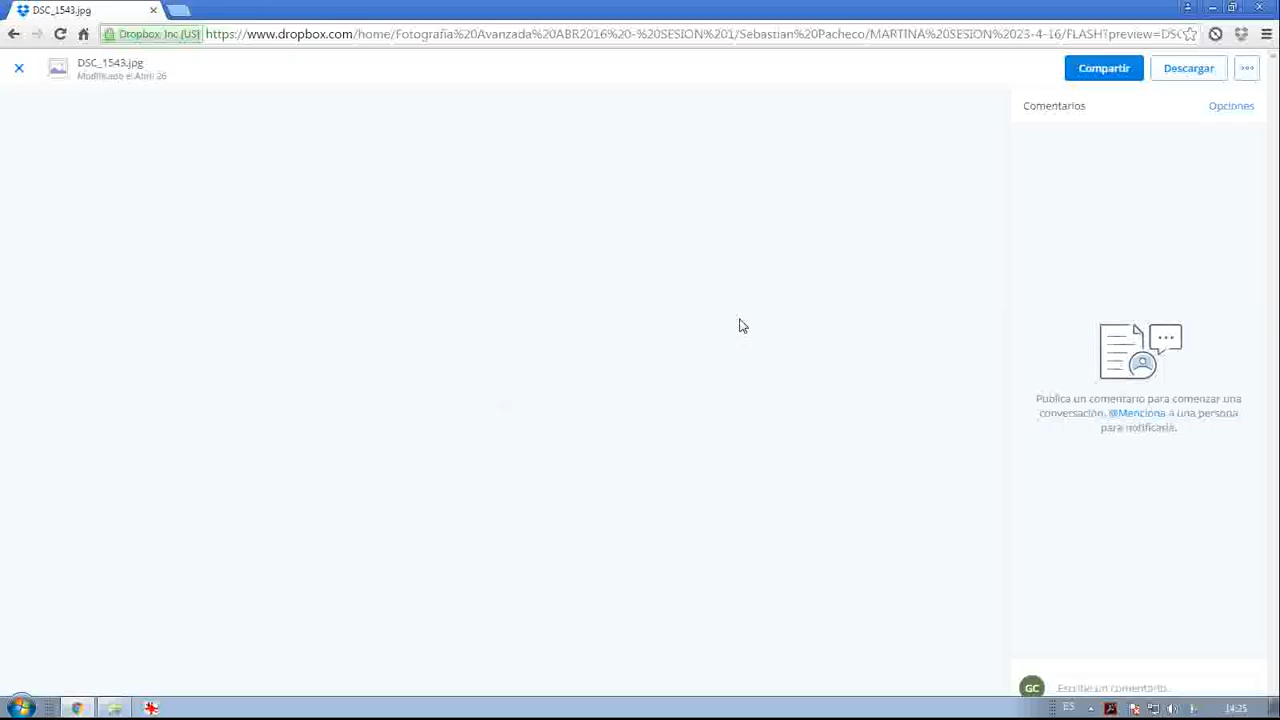 DSC_1543.jpg
Dropbox, Inc [US] https://www.dropbox.com/home/Fotografia%20Avanzada%20ABR2016%20-%20SESION%201/Sebastian%20Pacheco/MARTINA%20SESION%2023-4-16/FLASH?preview=DSC
DSC_1543.jpg
Modificado el Abril 26
Compartir
Descargar
Comentarios
Opciones
Publica un comentario para comenzar una
conversación. @Menciona a una persona
para notificarla.
GC
Escribe un comentario.
ES
14:25